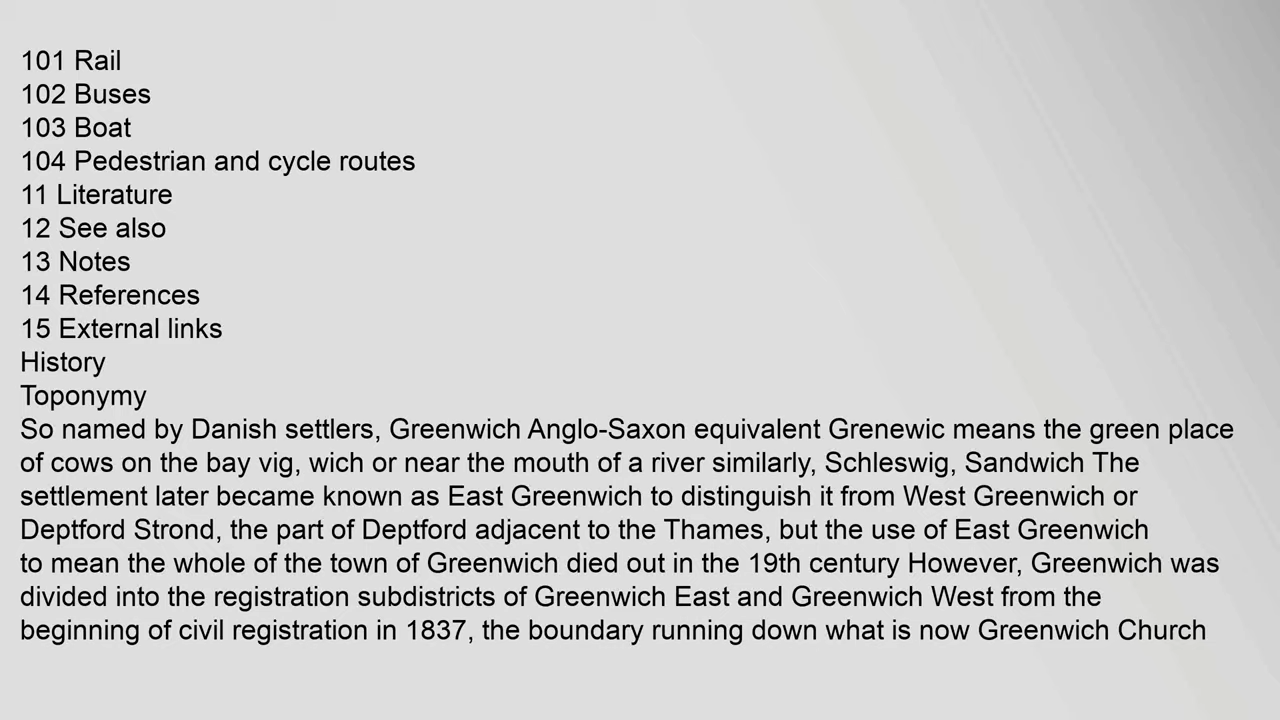 101 Rail
102 Buses
103 Boat
104 Pedestrian and cycle routes
11 Literature
12 See also
13 Notes
14 References
15 External links
History
Toponymy
So named by Danish settlers, Greenwich Anglo-Saxon equivalent Grenewic means the green place
of cows on the bay vig, wich or near the mouth of a river similarly, Schleswig, Sandwich The
settlement later became known as East Greenwich to distinguish it from West Greenwich or
Deptford Strond, the part of Deptford adjacent to the Thames, but the use of East Greenwich
to mean the whole of the town of Greenwich died out in the 19th century However, Greenwich was
divided into the registration subdistricts of Greenwich East and Greenwich West from the
beginning of civil registration in 1837, the boundary running down what is now Greenwich Church